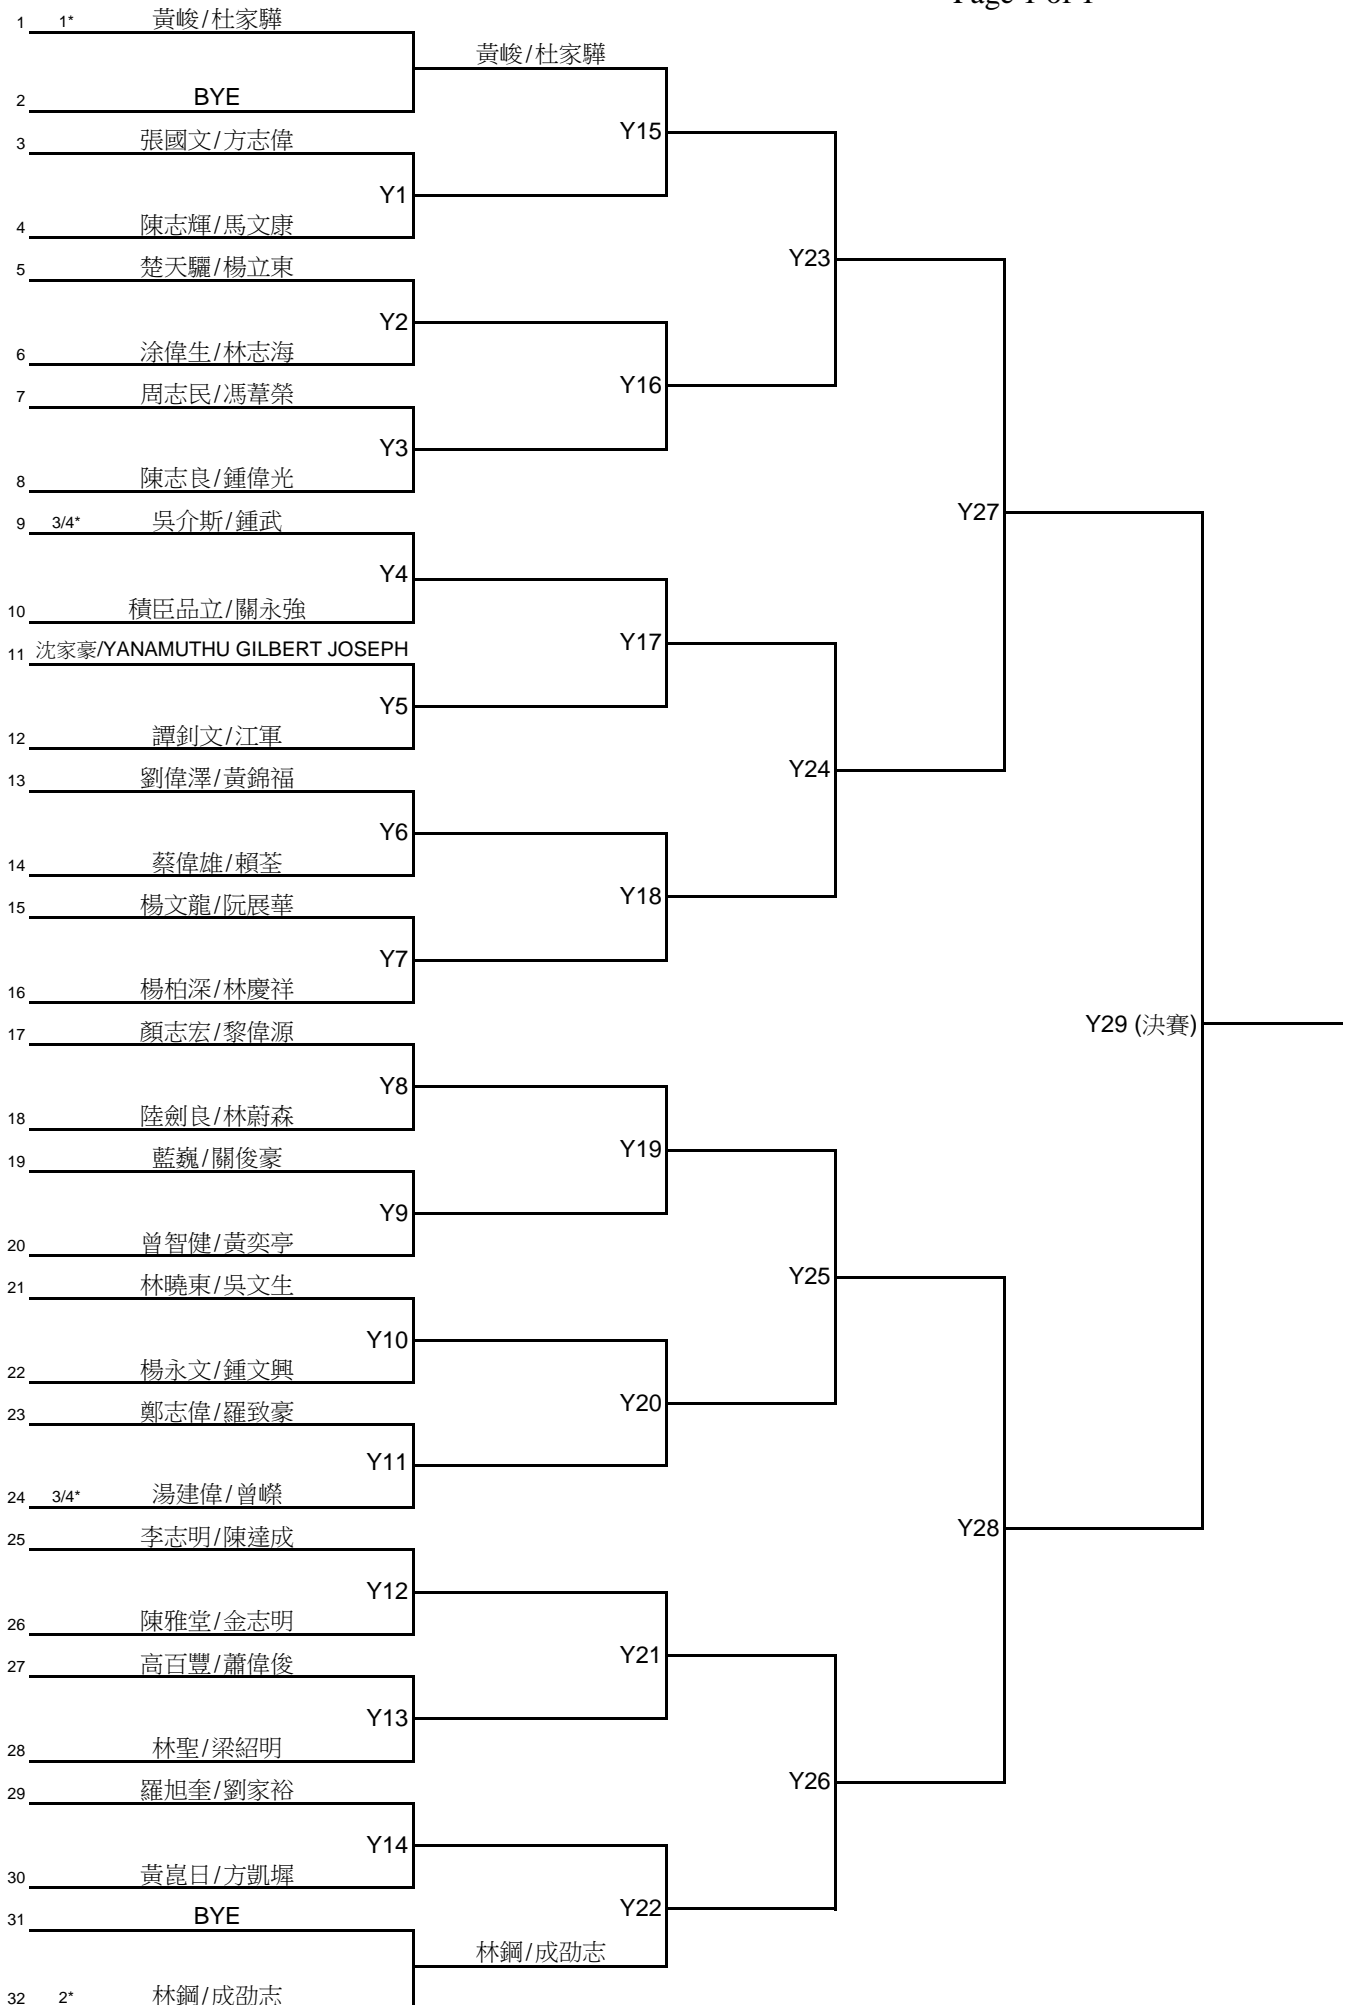 Page 1 of 1
1 1* 黃峻/杜家驊
黃峻/杜家驊
2 BYE
Y15
3 張國文/方志偉
Y1
4 陳志輝/馬文康
Y23
5 楚天驪/楊立東
Y2
6 涂偉生/林志海
Y16
7 周志民/馮葦榮
Y3
8 陳志良/鍾偉光
Y27
9 3/4* 吳介斯/鍾武
Y4
10 積臣品立/關永強
Y17
11 沈家豪/YANAMUTHU GILBERT JOSEPH
Y5
12 譚釗文/江軍
Y24
13 劉偉澤/黃錦福
Y6
14 蔡偉雄/賴荃
Y18
15 楊文龍/阮展華
Y7
16 楊柏深/林慶祥
Y29 (決賽)
17 顏志宏/黎偉源
Y8
18 陸劍良/林蔚森
Y19
19 藍巍/關俊豪
Y9
20 曾智健/黃奕亭
Y25
21 林曉東/吳文生
Y10
22 楊永文/鍾文興
Y20
23 鄭志偉/羅致豪
Y11
24 3/4* 湯建偉/曾嶸
Y28
25 李志明/陳達成
Y12
26 陳雅堂/金志明
Y21
27 高百豐/蕭偉俊
Y13
28 林聖/梁紹明
Y26
29 羅旭奎/劉家裕
Y14
30 黃崑日/方凱墀
Y22
31 BYE
林鋼/成劭志
32 2* 林鋼/成劭志